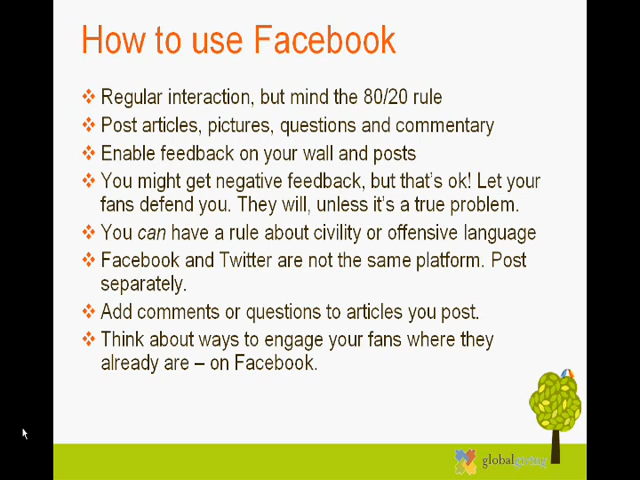 How to use Facebook
Regular interaction, but mind the 80/20 rule
Post articles, pictures, questions and commentary
Enable feedback on your wall and posts
You might get negative feedback, but that's ok! Let your
fans defend you. They will, unless it's a true problem.
You can have a rule about civility or offensive language
Facebook and Twitter are not the same platform. Post
separately.
Add comments or questions to articles you post.
Think about ways to engage your fans where they
already are – on Facebook.
globalgiving